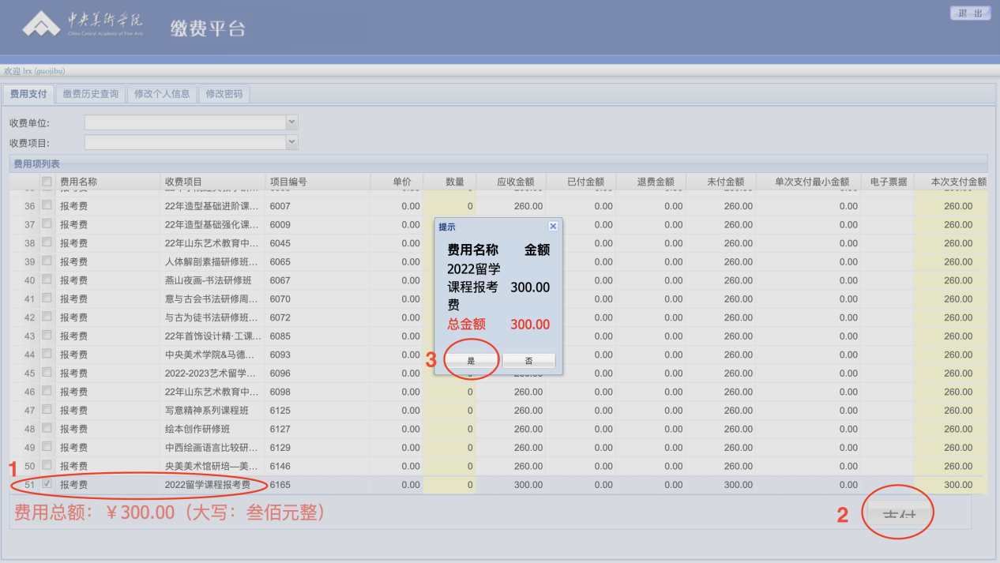 中央美術学院
China Central Academy of Fine Arts
缴费平台
退 出
欢迎 lrx (guojibu)
费用支付 缴费历史查询 修改个人信息 修改密码
收费单位:
收费项目:
费用项列表
费用名称 收费项目 项目编号 单价 数量 应收金额 已付金额 退费金额 未付金额 单次支付最小金额 电子票据 本次支付金额
36 报考费 22年造型基础进阶课... 6007 0.00 0 260.00 0.00 0.00 260.00 0.00 260.00
37 报考费 22年造型基础强化课... 6009 0.00 0.00 0.00 260.00 0.00 260.00
38 报考费 22年山东艺术教育中... 6045 0.00 0.00 0.00 260.00 0.00 260.00
39 报考费 人体解剖素描研修班... 6065 0.00 0.00 0.00 260.00 0.00 260.00
40 报考费 燕山夜画-书法研修班 6067 0.00 0.00 0.00 260.00 0.00 260.00
41 报考费 意与古会书法研修周... 6070 0.00 0.00 0.00 260.00 0.00 260.00
42 报考费 与古为徒书法研修班... 6072 0.00 0.00 0.00 260.00 0.00 260.00
43 报考费 22年首饰设计精·工课... 6085 0.00 0.00 0.00 260.00 0.00 260.00
44 报考费 中央美术学院&马德... 6093 0.00 0.00 0.00 260.00 0.00 260.00
45 报考费 2022-2023艺术留学... 6096 0.00 0.00 0.00 260.00 0.00 260.00
46 报考费 22年山东艺术教育中... 6098 0.00 0 260.00 0.00 0.00 260.00 0.00 260.00
47 报考费 写意精神系列课程班 6125 0.00 0 260.00 0.00 0.00 260.00 0.00 260.00
48 报考费 绘本创作研修班 6127 0.00 0 260.00 0.00 0.00 260.00 0.00 260.00
49 报考费 中西绘画语言比较研... 6129 0.00 0 260.00 0.00 0.00 260.00 0.00 260.00
50 报考费 央美美术馆研培—美... 6146 0.00 0 260.00 0.00 0.00 260.00 0.00 260.00
1
51 报考费 2022留学课程报考费 6165 0.00 0 300.00 0.00 0.00 300.00 0.00 300.00
费用总额：￥300.00（大写：叁佰元整）
2
支付
提示
费用名称 金额
2022留学
课程报考 300.00
费
总金额 300.00
3
是 否